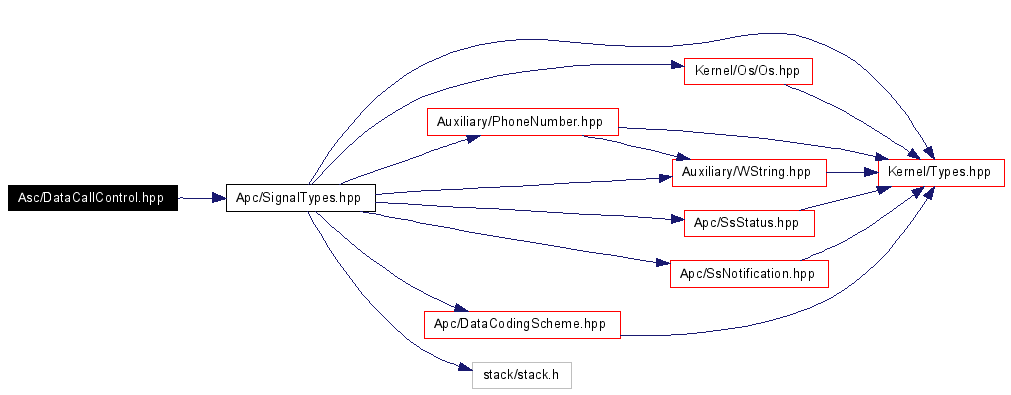 Kernel/Os/Os.hpp
Auxiliary/PhoneNumber.hpp
Auxiliary/WString.hpp
Kernel/Types.hpp
Asc/DataCallControl.hpp
Apc/SignalTypes.hpp
Apc/SsStatus.hpp
Apc/SsNotification.hpp
Apc/DataCodingScheme.hpp
stack/stack.h